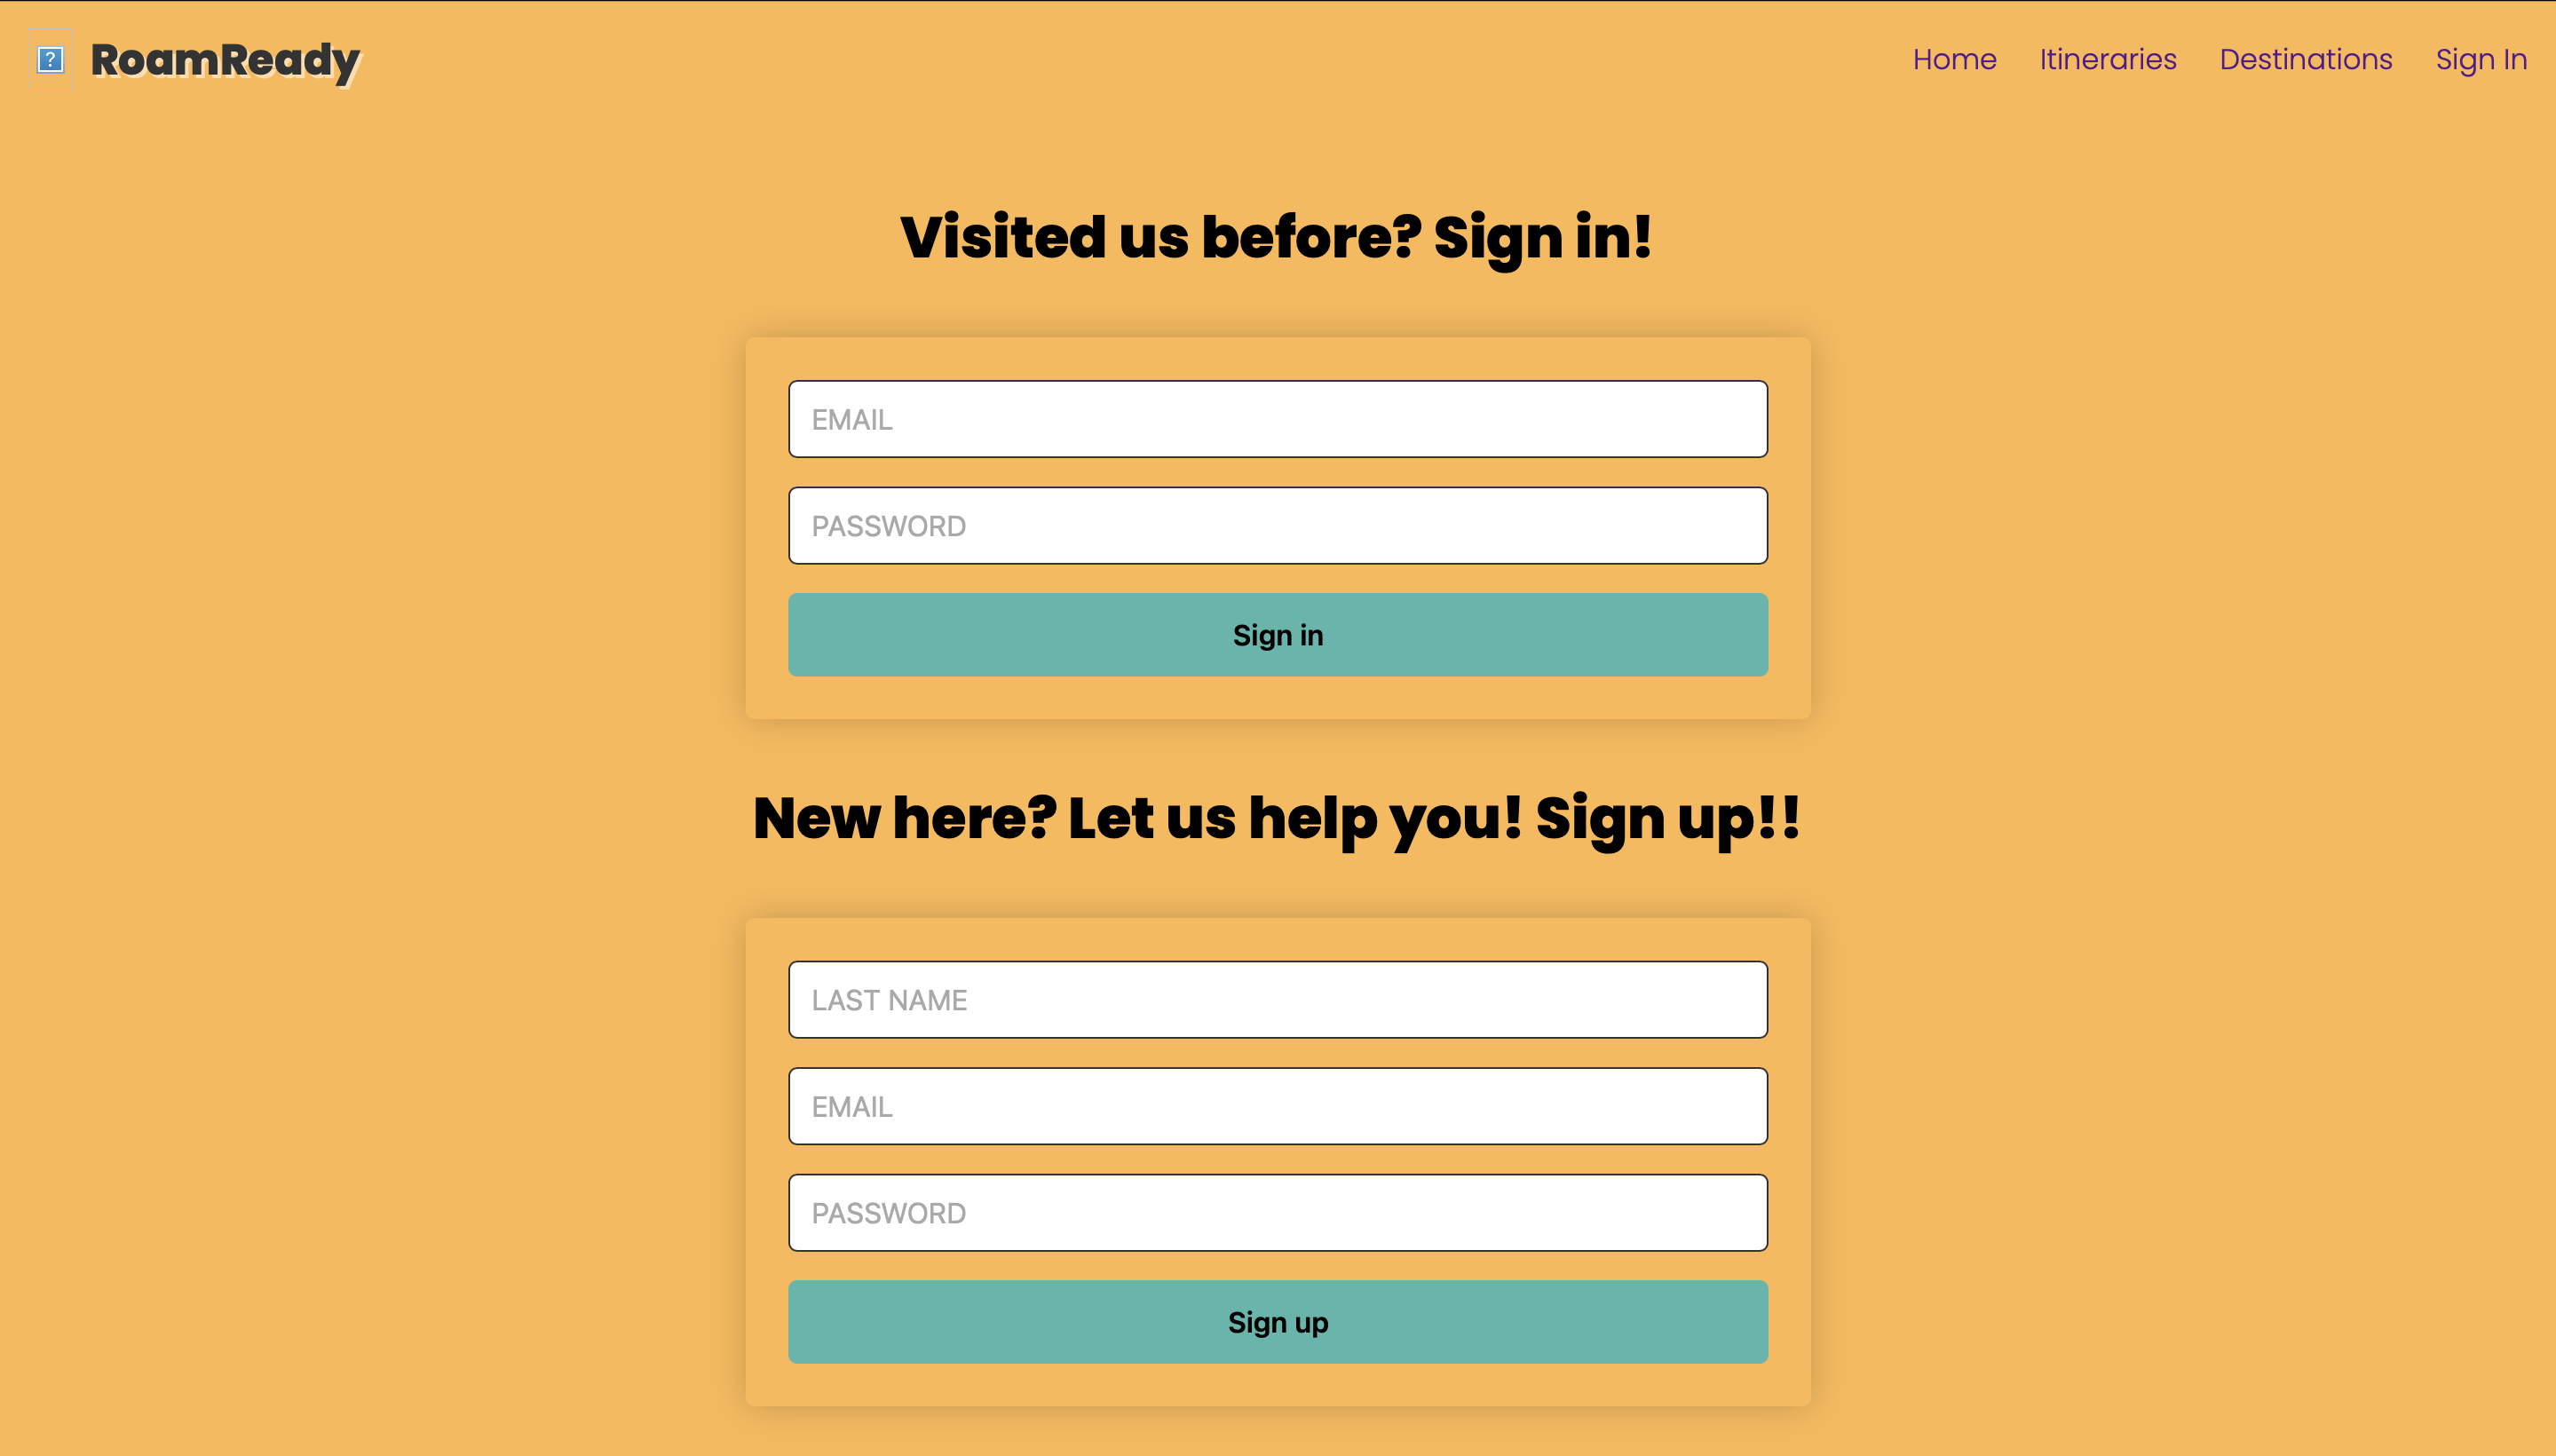 RoamReady
Home Itineraries Destinations Sign In
Visited us before? Sign in!
EMAIL
PASSWORD
Sign in
New here? Let us help you! Sign up!!
LAST NAME
EMAIL
PASSWORD
Sign up